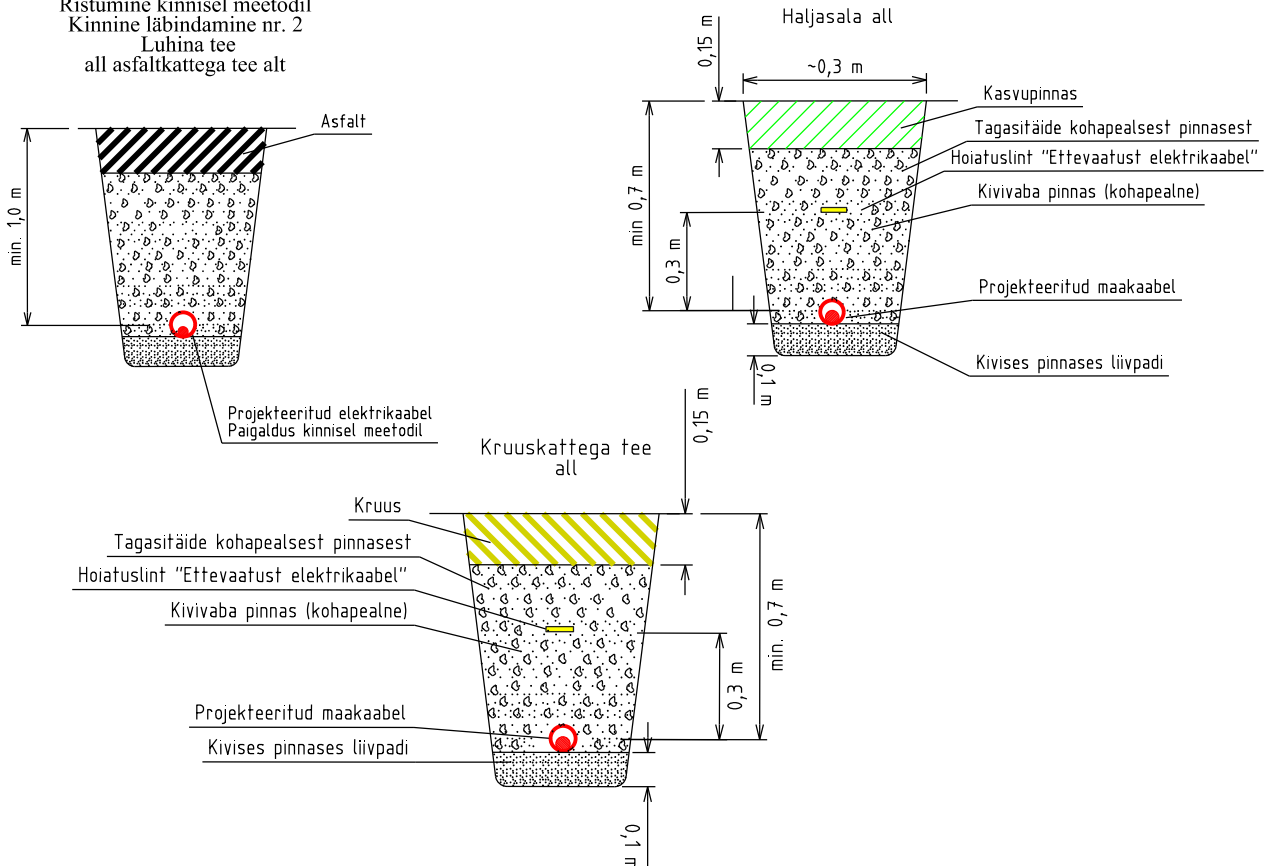 Ristumine kinnisel meetodil
Kinnine läbindamine nr. 2
Luhina tee
all asfaltkattega tee alt
Asfalt
min. 1,0 m
Projekteeritud elektrikaabel
Paigaldus kinnisel meetodil
Haljasala all
0,15 m
~0,3 m
Kasvupinnas
Tagasitäide kohapealsest pinnasest
Hoiatuslint "Ettevaatust elektrikaabel"
Kivivaba pinnas (kohapealne)
min 0,7 m
0,3 m
Projekteeritud maakaabel
Kivises pinnases liivpadi
0,1 m
Kruuskattega tee
all
0,15 m
Kruus
Tagasitäide kohapealsest pinnasest
Hoiatuslint "Ettevaatust elektrikaabel"
Kivivaba pinnas (kohapealne)
min. 0,7 m
0,3 m
Projekteeritud maakaabel
Kivises pinnases liivpadi
0,1 m